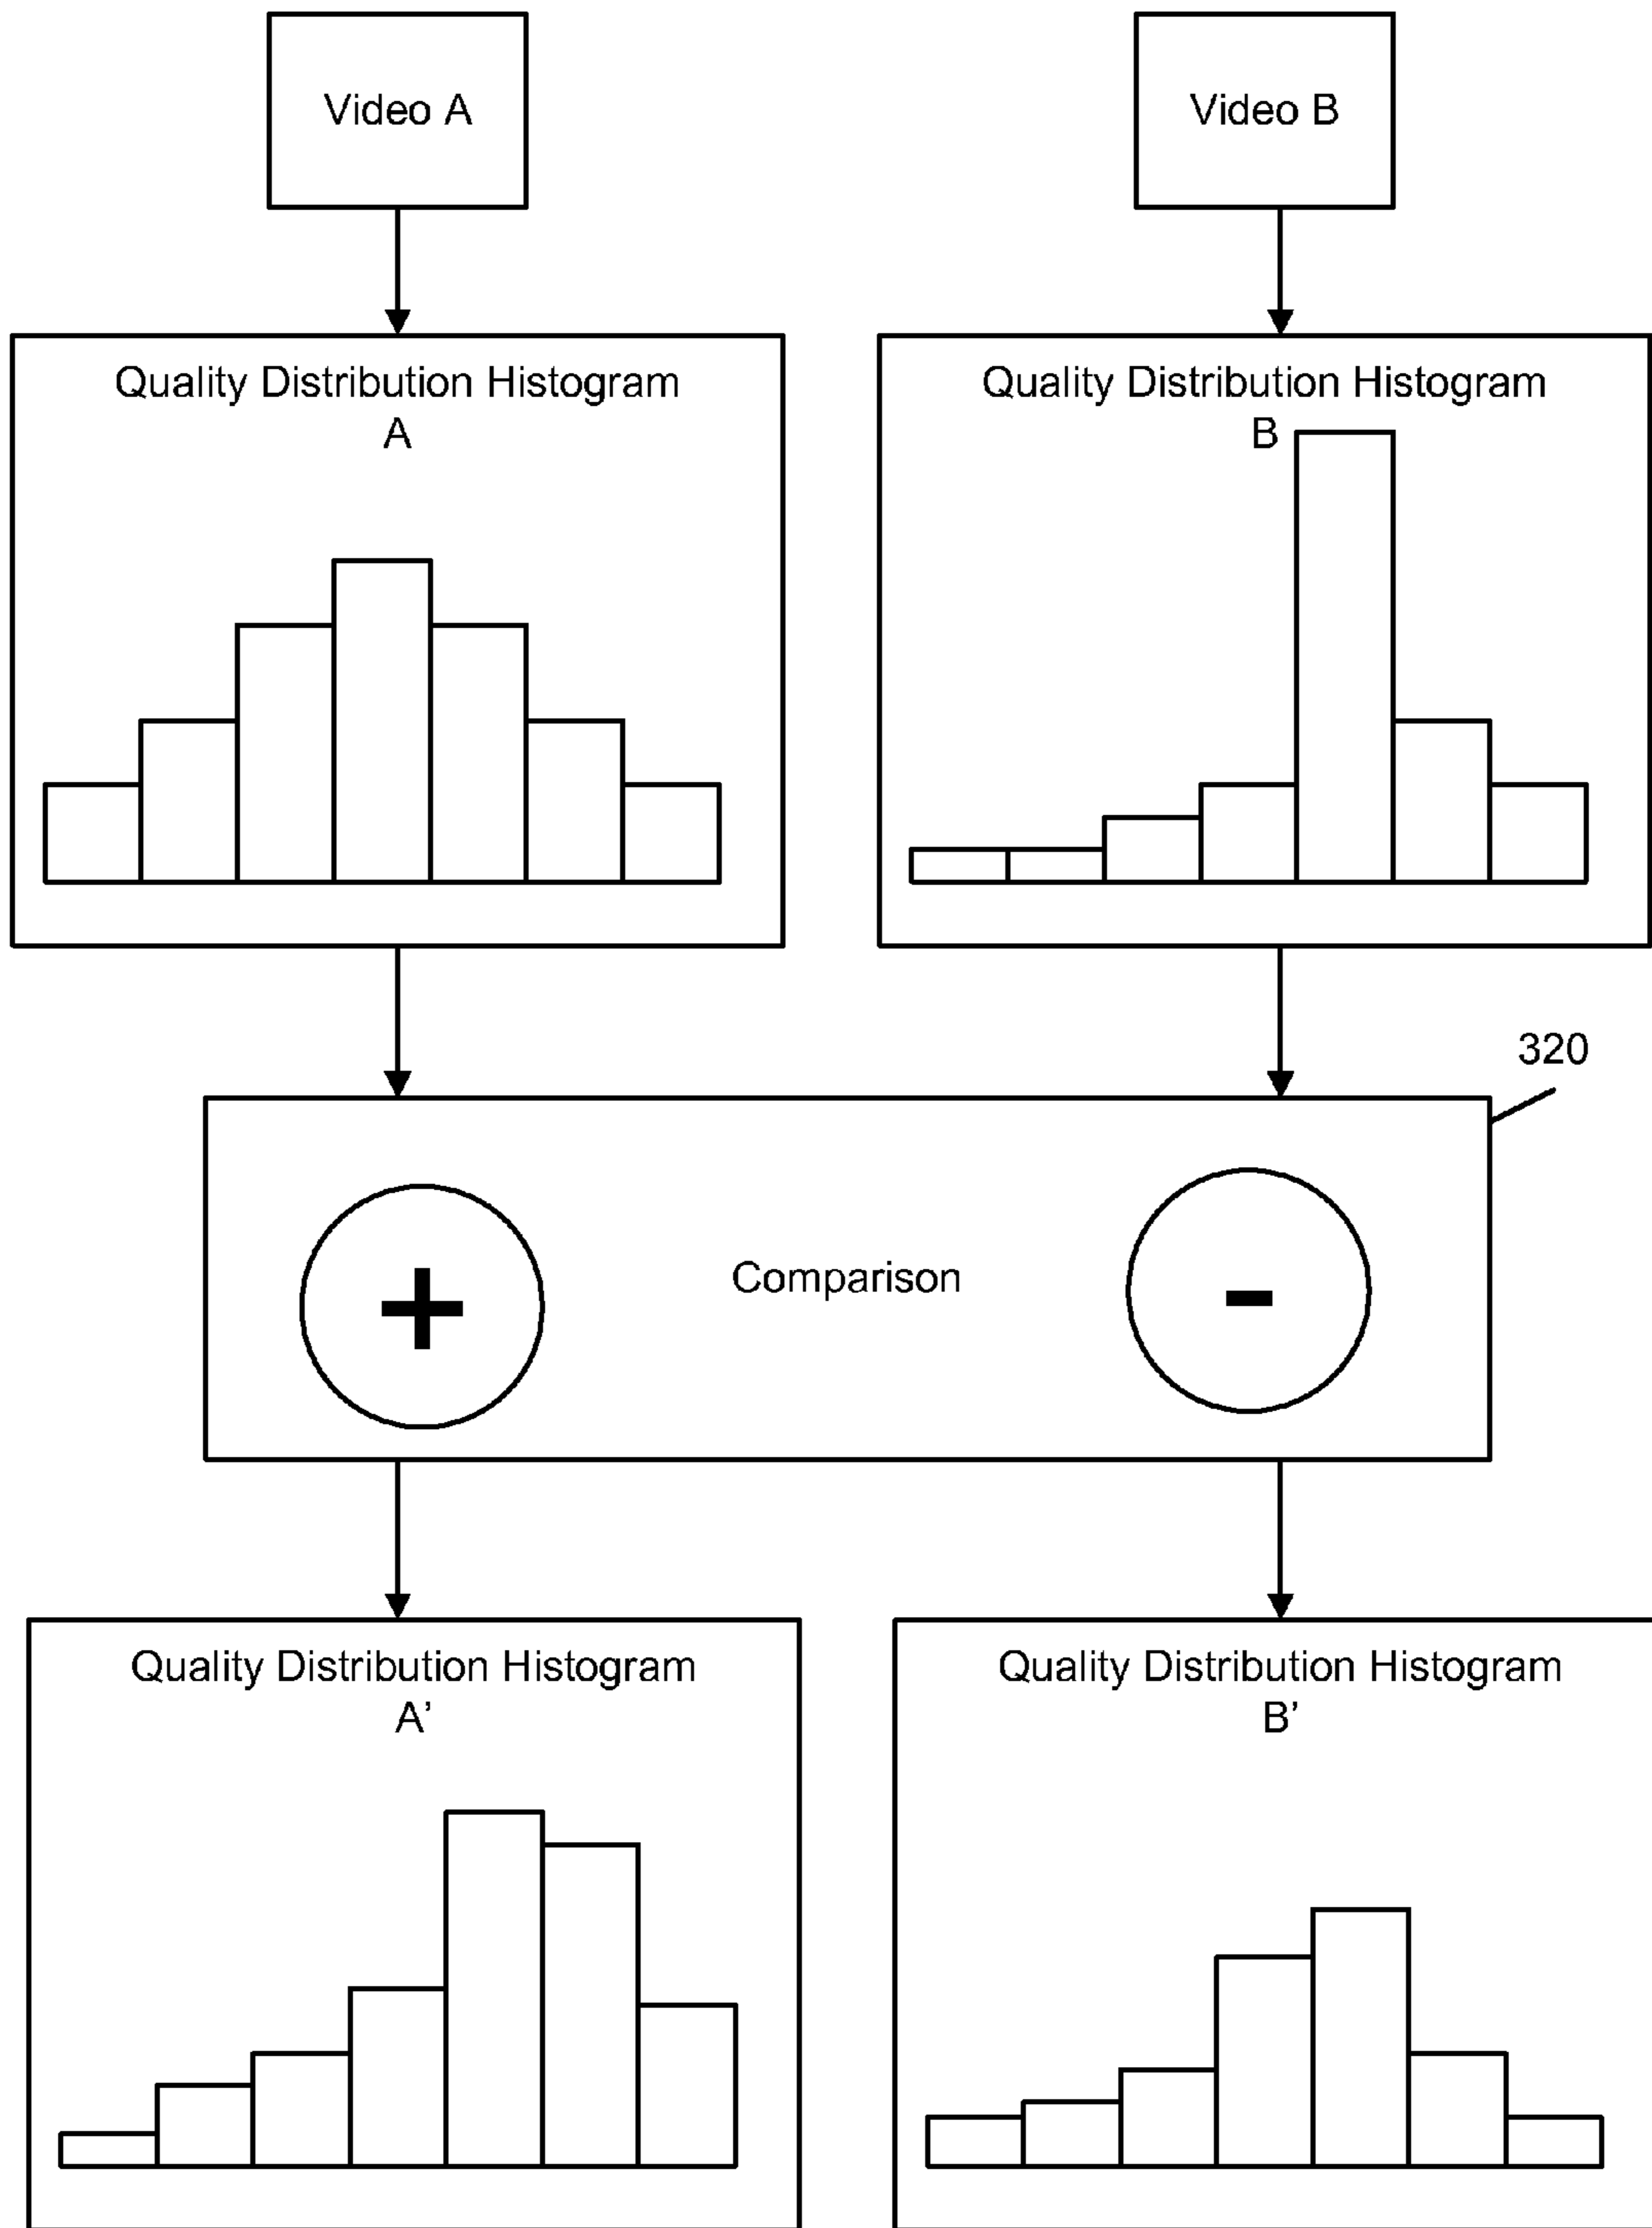 Video A
Video B
Quality Distribution Histogram
A
Quality Distribution Histogram
B
320
+
Comparison
-
Quality Distribution Histogram
A’
Quality Distribution Histogram
B’